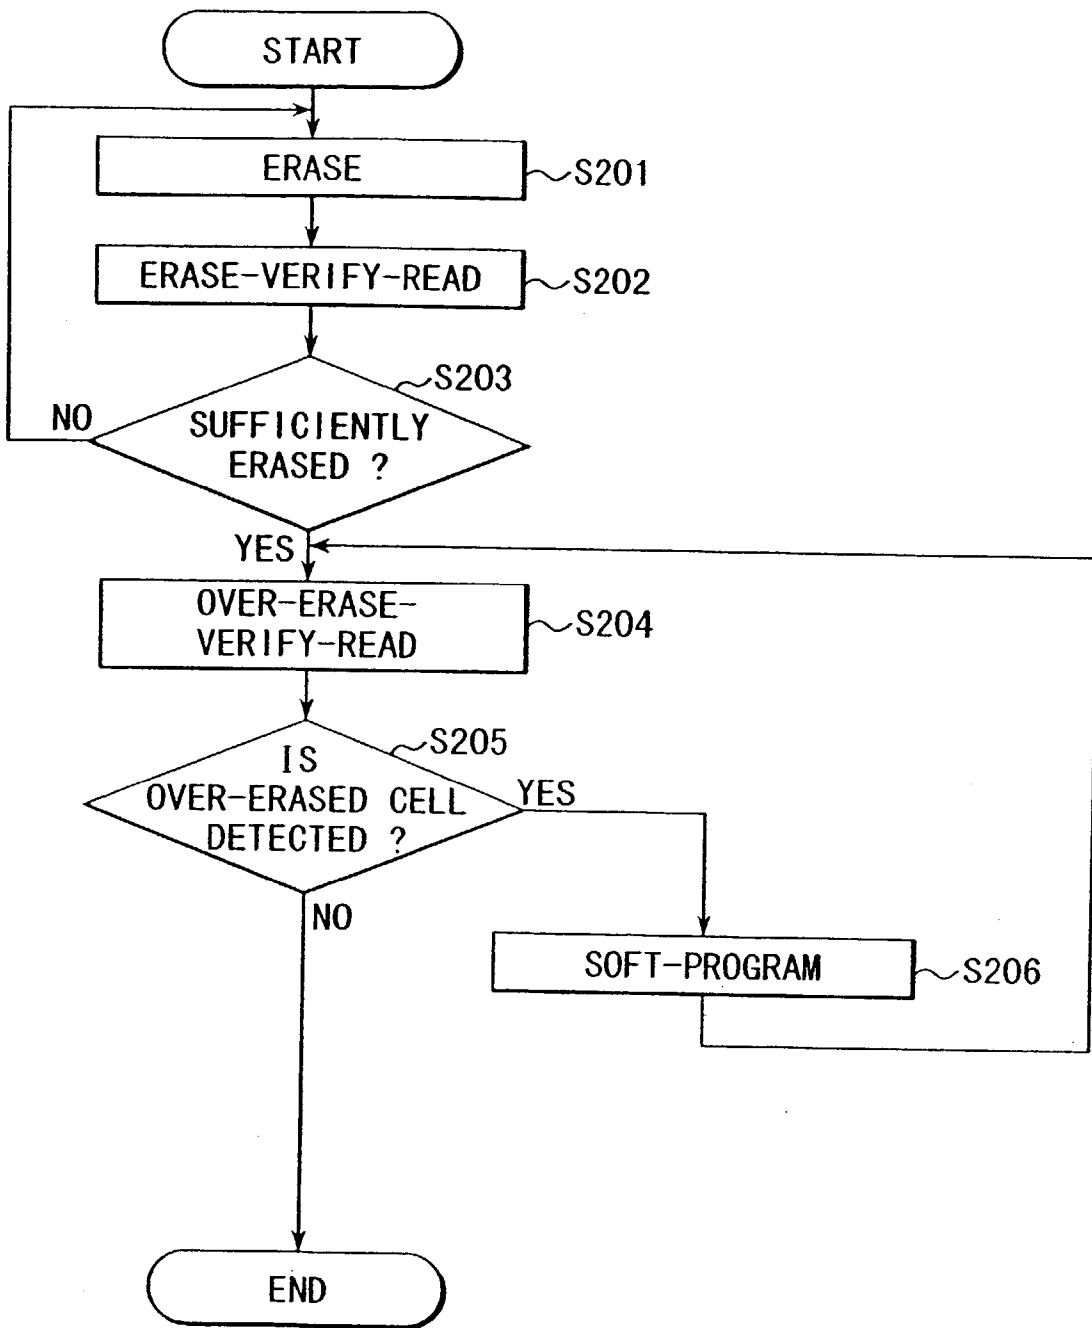 START
ERASE
S201
ERASE-VERIFY-READ
S202
S203
NO
SUFFICIENTLY
ERASED ?
YES
OVER-ERASE-
VERIFY-READ
S204
S205
IS
OVER-ERASED CELL
DETECTED ?
YES
NO
SOFT-PROGRAM
S206
END